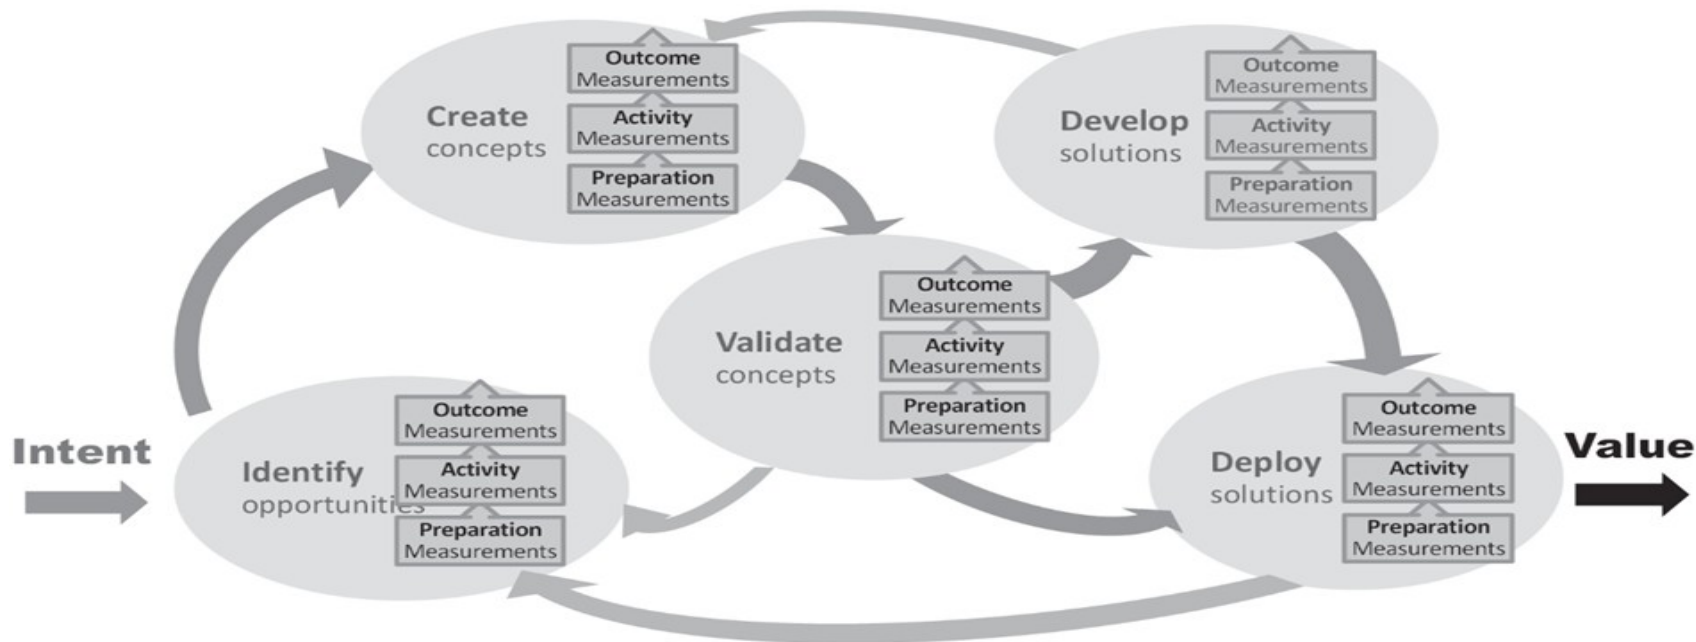 Intent
Identify
opportunities
Outcome
Measurements
Activity
Measurements
Preparation
Measurements
Create
concepts
Outcome
Measurements
Activity
Measurements
Preparation
Measurements
Validate
concepts
Outcome
Measurements
Activity
Measurements
Preparation
Measurements
Develop
solutions
Outcome
Measurements
Activity
Measurements
Preparation
Measurements
Deploy
solutions
Outcome
Measurements
Activity
Measurements
Preparation
Measurements
Value